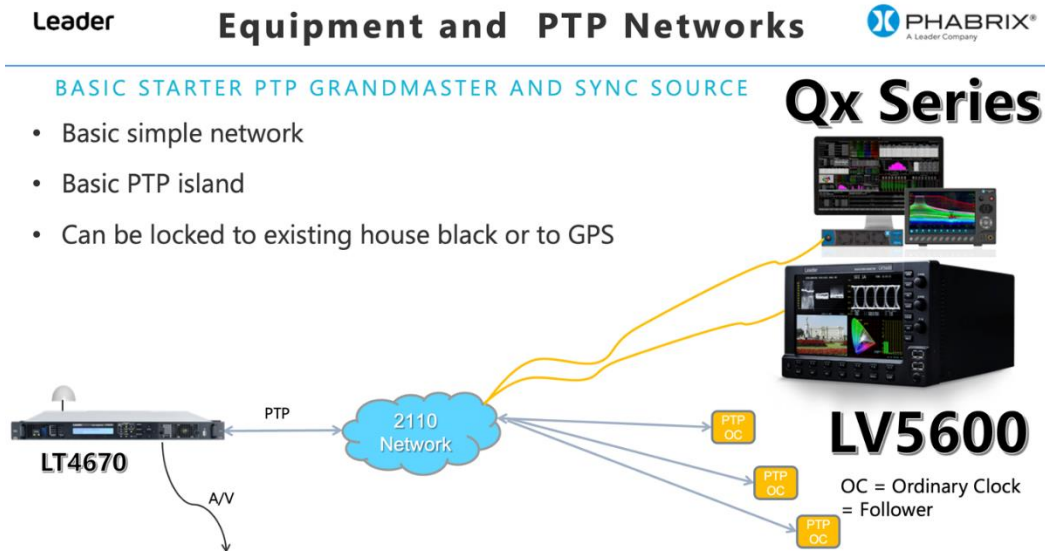 Leader
Equipment and PTP Networks
PHABRIX®
A Leader Company
BASIC STARTER PTP GRANDMASTER AND SYNC SOURCE
Qx Series
• Basic simple network
• Basic PTP island
• Can be locked to existing house black or to GPS
PTP
2110
Network
LT4670
A/V
PTP
OC
PTP
OC
PTP
OC
LV5600
OC = Ordinary Clock
= Follower